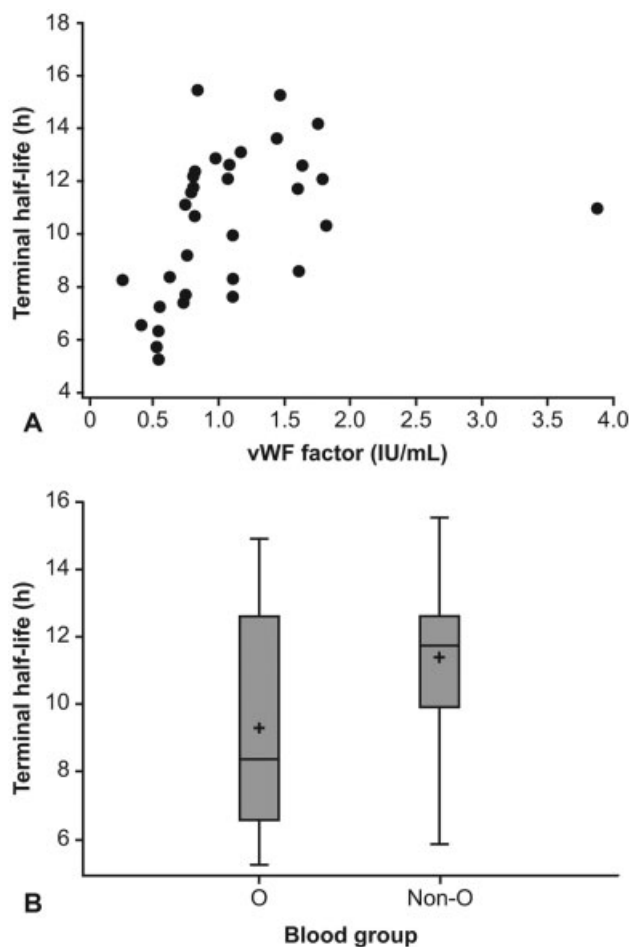 18
16
14
12
10
8
6
4
Terminal half-life (h)
0 0.5 1.0 1.5 2.0 2.5 3.0 3.5 4.0
A
vWF factor (IU/mL)
16
14
12
10
8
6
Terminal half-life (h)
O Non-O
B
Blood group